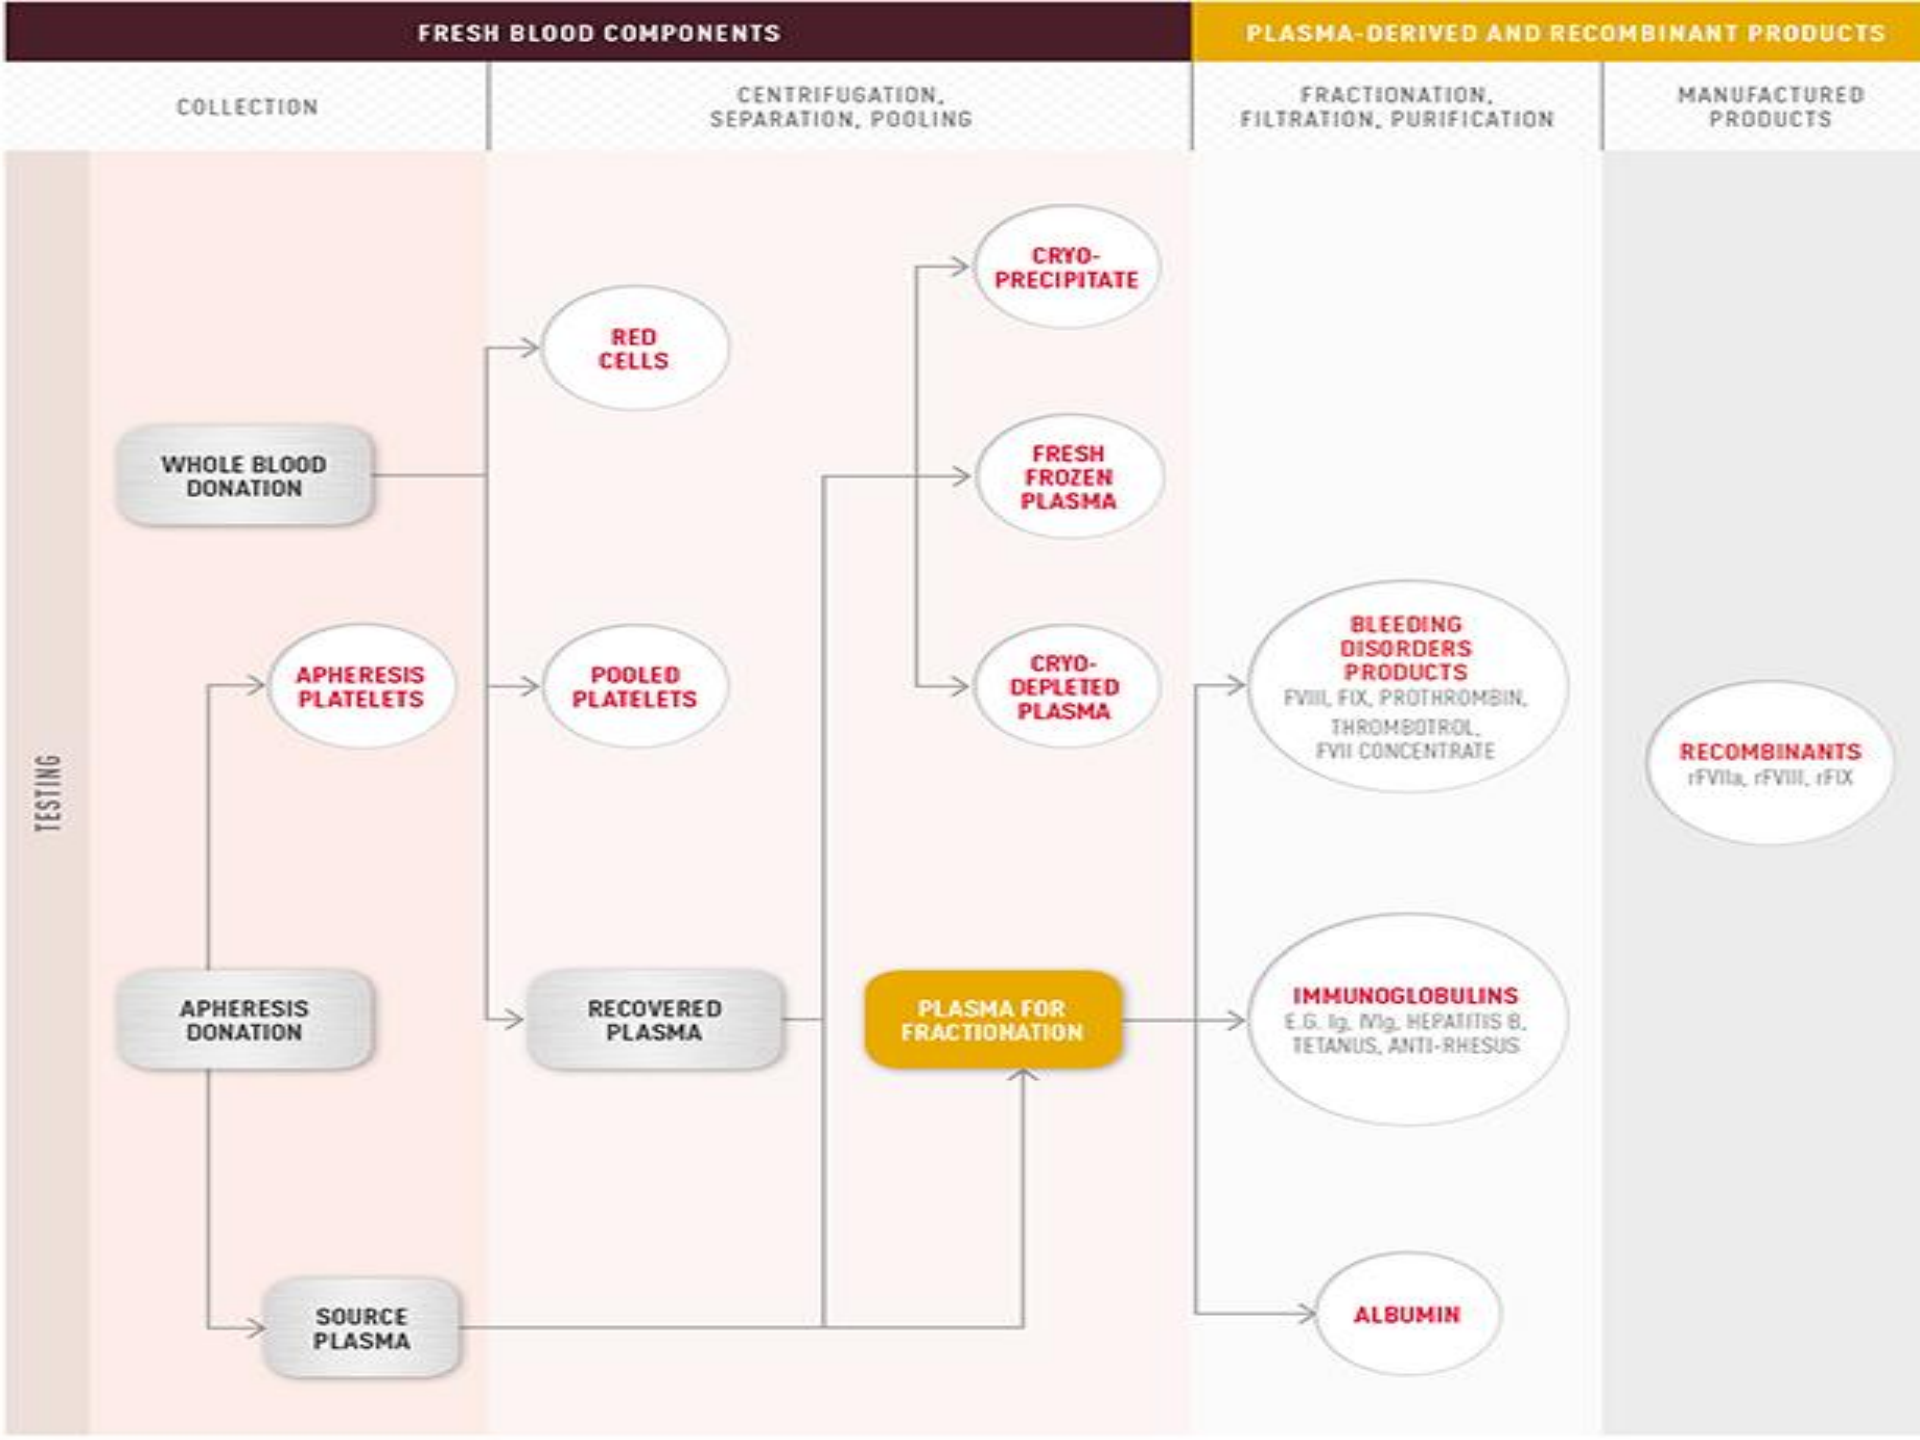 FRESH BLOOD COMPONENTS
PLASMA-DERIVED AND RECOMBINANT PRODUCTS
COLLECTION
CENTRIFUGATION,
SEPARATION, POOLING
FRACTIONATION,
FILTRATION, PURIFICATION
MANUFACTURED
PRODUCTS
TESTING
CRYO-
PRECIPITATE
RED
CELLS
WHOLE BLOOD
DONATION
FRESH
FROZEN
PLASMA
APHERESIS
PLATELETS
POOLED
PLATELETS
CRYO-
DEPLETED
PLASMA
BLEEDING
DISORDERS
PRODUCTS
FVIII, FIX, PROTHROMBIN,
THROMBOTROL,
FVII CONCENTRATE
RECOMBINANTS
rFVIIa, rFVIII, rFIX
APHERESIS
DONATION
RECOVERED
PLASMA
PLASMA FOR
FRACTIONATION
IMMUNOGLOBULINS
E.G. Ig, IVIg, HEPATITIS B,
TETANUS, ANTI-RHESUS
SOURCE
PLASMA
ALBUMIN